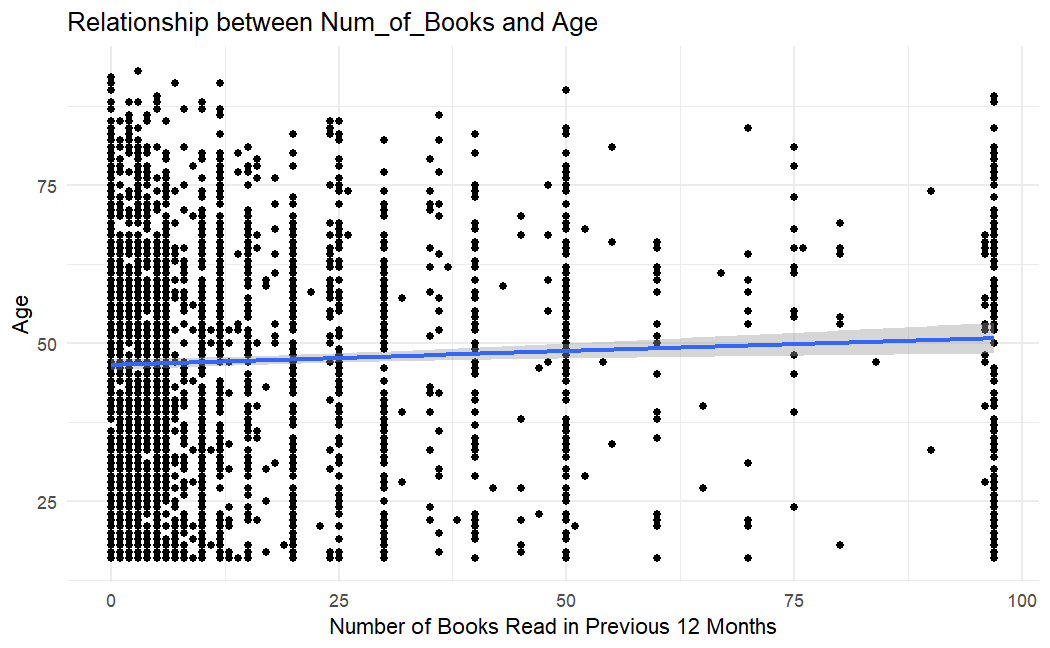 Relationship between Num_of_Books and Age
Age
75
50
25
0 25 50 75 100
Number of Books Read in Previous 12 Months